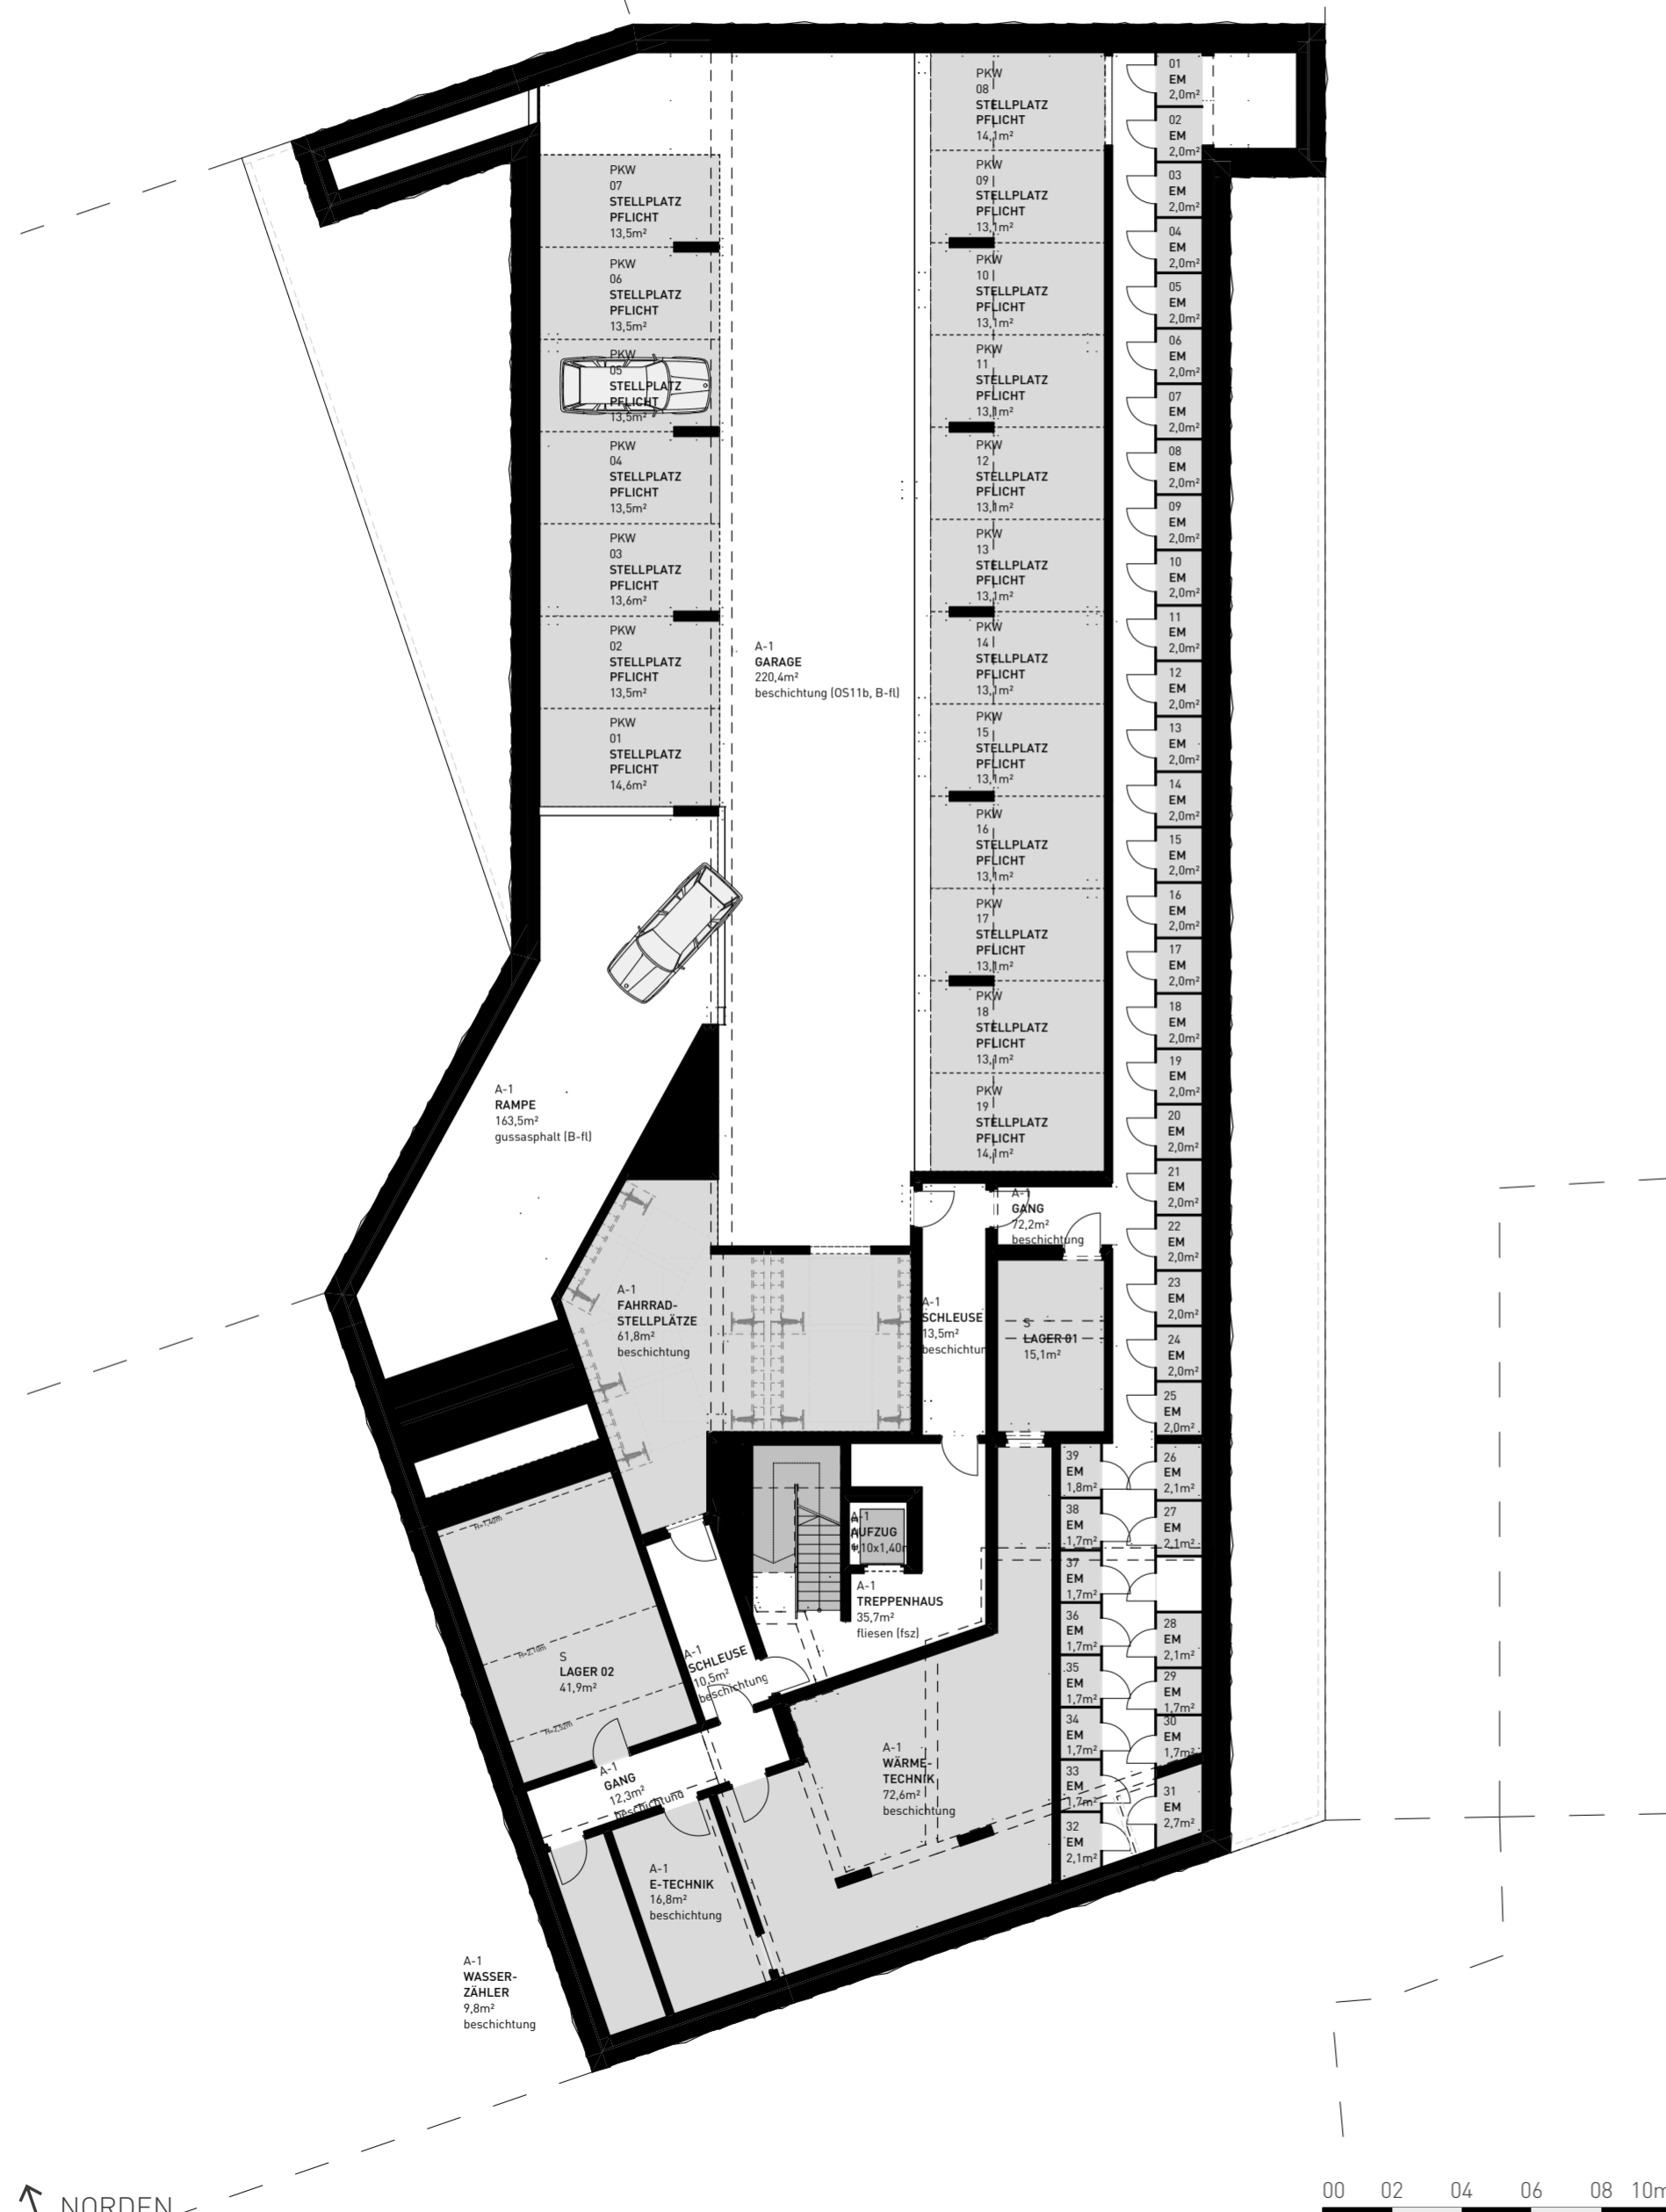 PKW
07
STELLPLATZ
PFLICHT
13,5m²
PKW
06
STELLPLATZ
PFLICHT
13,5m²
PKW
05
STELLPLATZ
PFLICHT
13,5m²
PKW
04
STELLPLATZ
PFLICHT
13,5m²
PKW
03
STELLPLATZ
PFLICHT
13,6m²
PKW
02
STELLPLATZ
PFLICHT
13,5m²
PKW
01
STELLPLATZ
PFLICHT
14,6m²
A-1
GARAGE
220,4m²
beschichtung (OS11b, B-fl)
PKW
08
STELLPLATZ
PFLICHT
14,1m²
PKW
09
STELLPLATZ
PFLICHT
13,1m²
PKW
10
STELLPLATZ
PFLICHT
13,1m²
PKW
11
STELLPLATZ
PFLICHT
13,1m²
PKW
12
STELLPLATZ
PFLICHT
13,1m²
PKW
13
STELLPLATZ
PFLICHT
13,1m²
PKW
14
STELLPLATZ
PFLICHT
13,1m²
PKW
15
STELLPLATZ
PFLICHT
13,1m²
PKW
16
STELLPLATZ
PFLICHT
13,1m²
PKW
17
STELLPLATZ
PFLICHT
13,1m²
PKW
18
STELLPLATZ
PFLICHT
13,1m²
PKW
19
STELLPLATZ
PFLICHT
14,1m²
01
EM
2,0m²
02
EM
2,0m²
03
EM
2,0m²
04
EM
2,0m²
05
EM
2,0m²
06
EM
2,0m²
07
EM
2,0m²
08
EM
2,0m²
09
EM
2,0m²
10
EM
2,0m²
11
EM
2,0m²
12
EM
2,0m²
13
EM
2,0m²
14
EM
2,0m²
15
EM
2,0m²
16
EM
2,0m²
17
EM
2,0m²
18
EM
2,0m²
19
EM
2,0m²
20
EM
2,0m²
21
EM
2,0m²
22
EM
2,0m²
23
EM
2,0m²
24
EM
2,0m²
25
EM
2,0m²
26
EM
2,1m²
27
EM
2,1m²
28
EM
2,1m²
29
EM
1,7m²
30
EM
1,7m²
31
EM
2,7m²
39
EM
1,8m²
38
EM
1,7m²
37
EM
1,7m²
36
EM
1,7m²
35
EM
1,7m²
34
EM
1,7m²
33
EM
1,7m²
32
EM
2,1m²
A-1
RAMPE
163,5m²
gussasphalt (B-fl)
A-1
GANG
72,2m²
beschichtung
A-1
FAHRRAD-
STELLPLÄTZE
61,8m²
beschichtung
A-1
SCHLEUSE
13,5m²
beschichtun
S
LAGER 01
15,1m²
A-1
AUFZUG
1,10x1,40m
A-1
TREPPENHAUS
35,7m²
fliesen (fsz)
H=1,40m
H=2,10m
H=2,52m
S
LAGER 02
41,9m²
A-1
SCHLEUSE
10,5m²
beschichtung
A-1
GANG
12,3m²
beschichtung
A-1
WÄRME-
TECHNIK
72,6m²
beschichtung
A-1
E-TECHNIK
16,8m²
beschichtung
A-1
WASSER-
ZÄHLER
9,8m²
beschichtung
NORDEN
00 02 04 06 08 10m